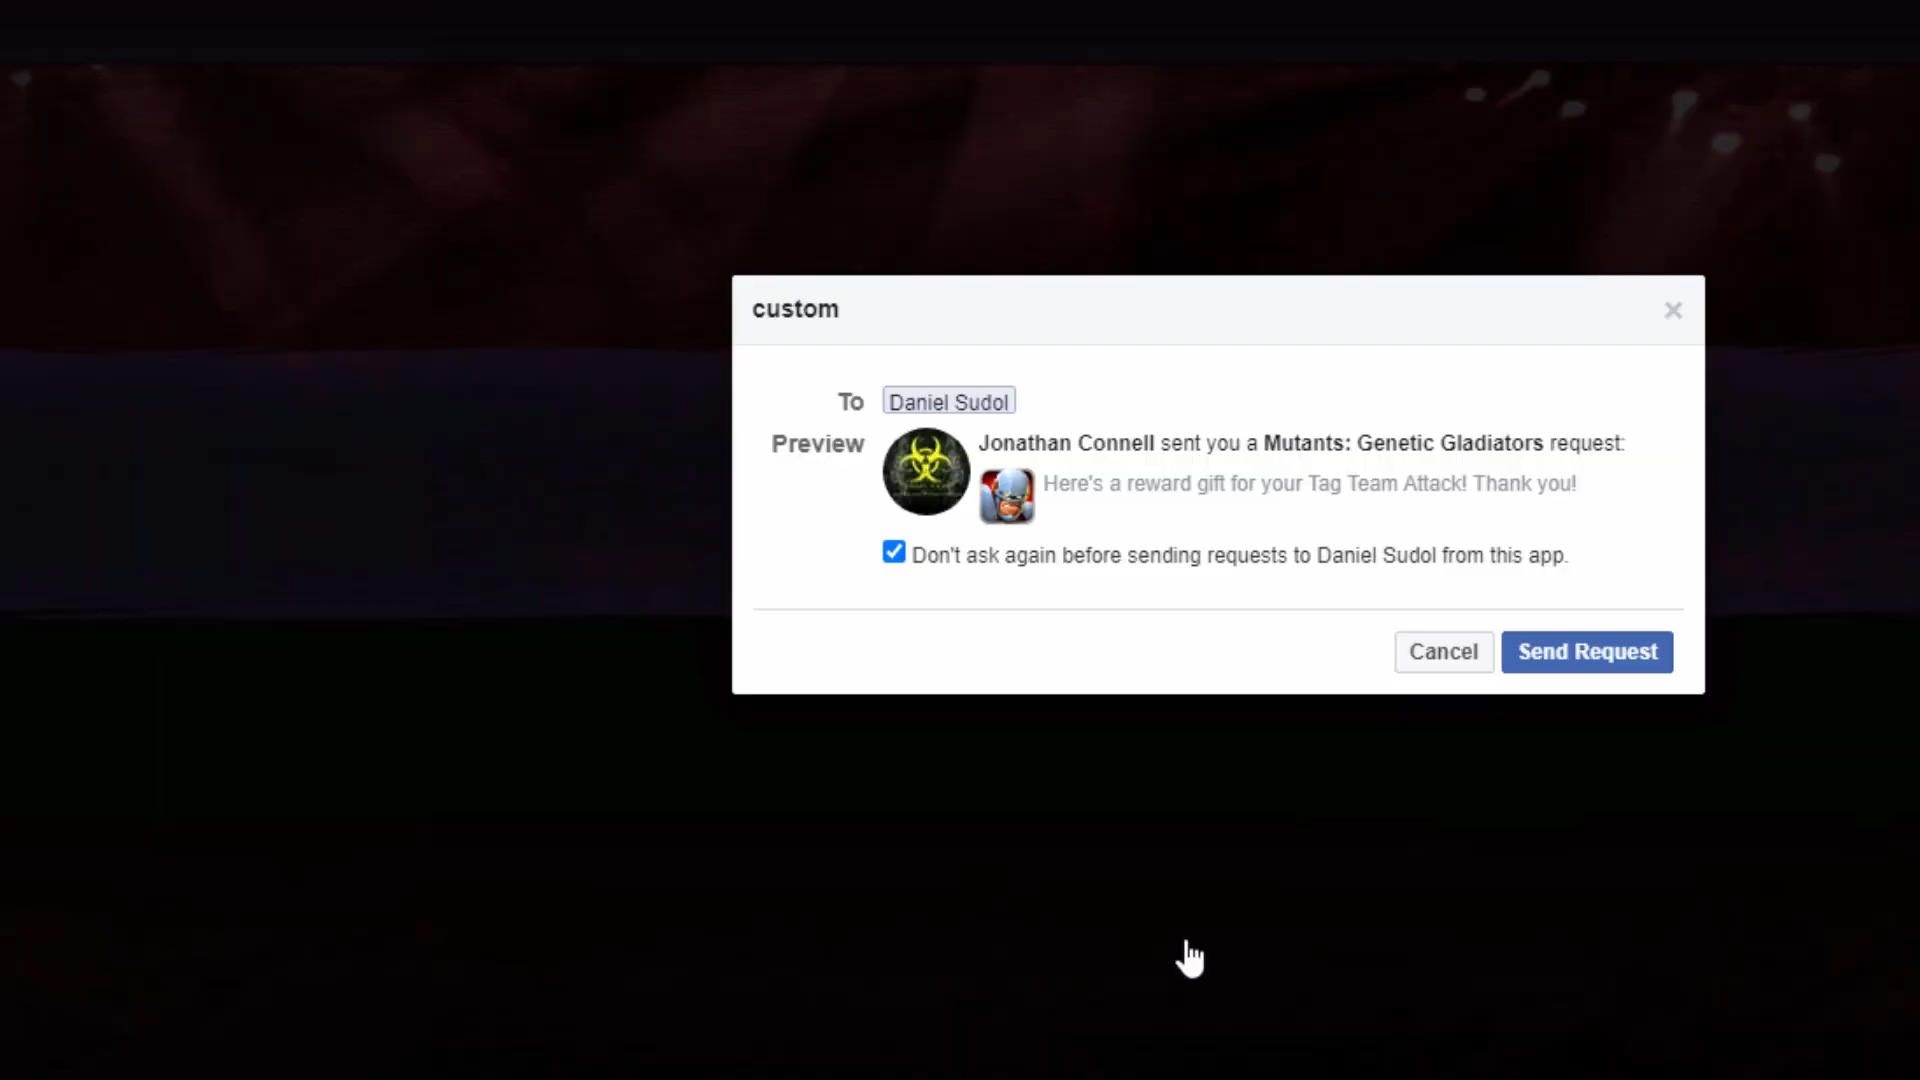 custom
To Daniel Sudol
Preview Jonathan Connell sent you a Mutants: Genetic Gladiators request:
Here's a reward gift for your Tag Team Attack! Thank you!
Don't ask again before sending requests to Daniel Sudol from this app.
Cancel Send Request